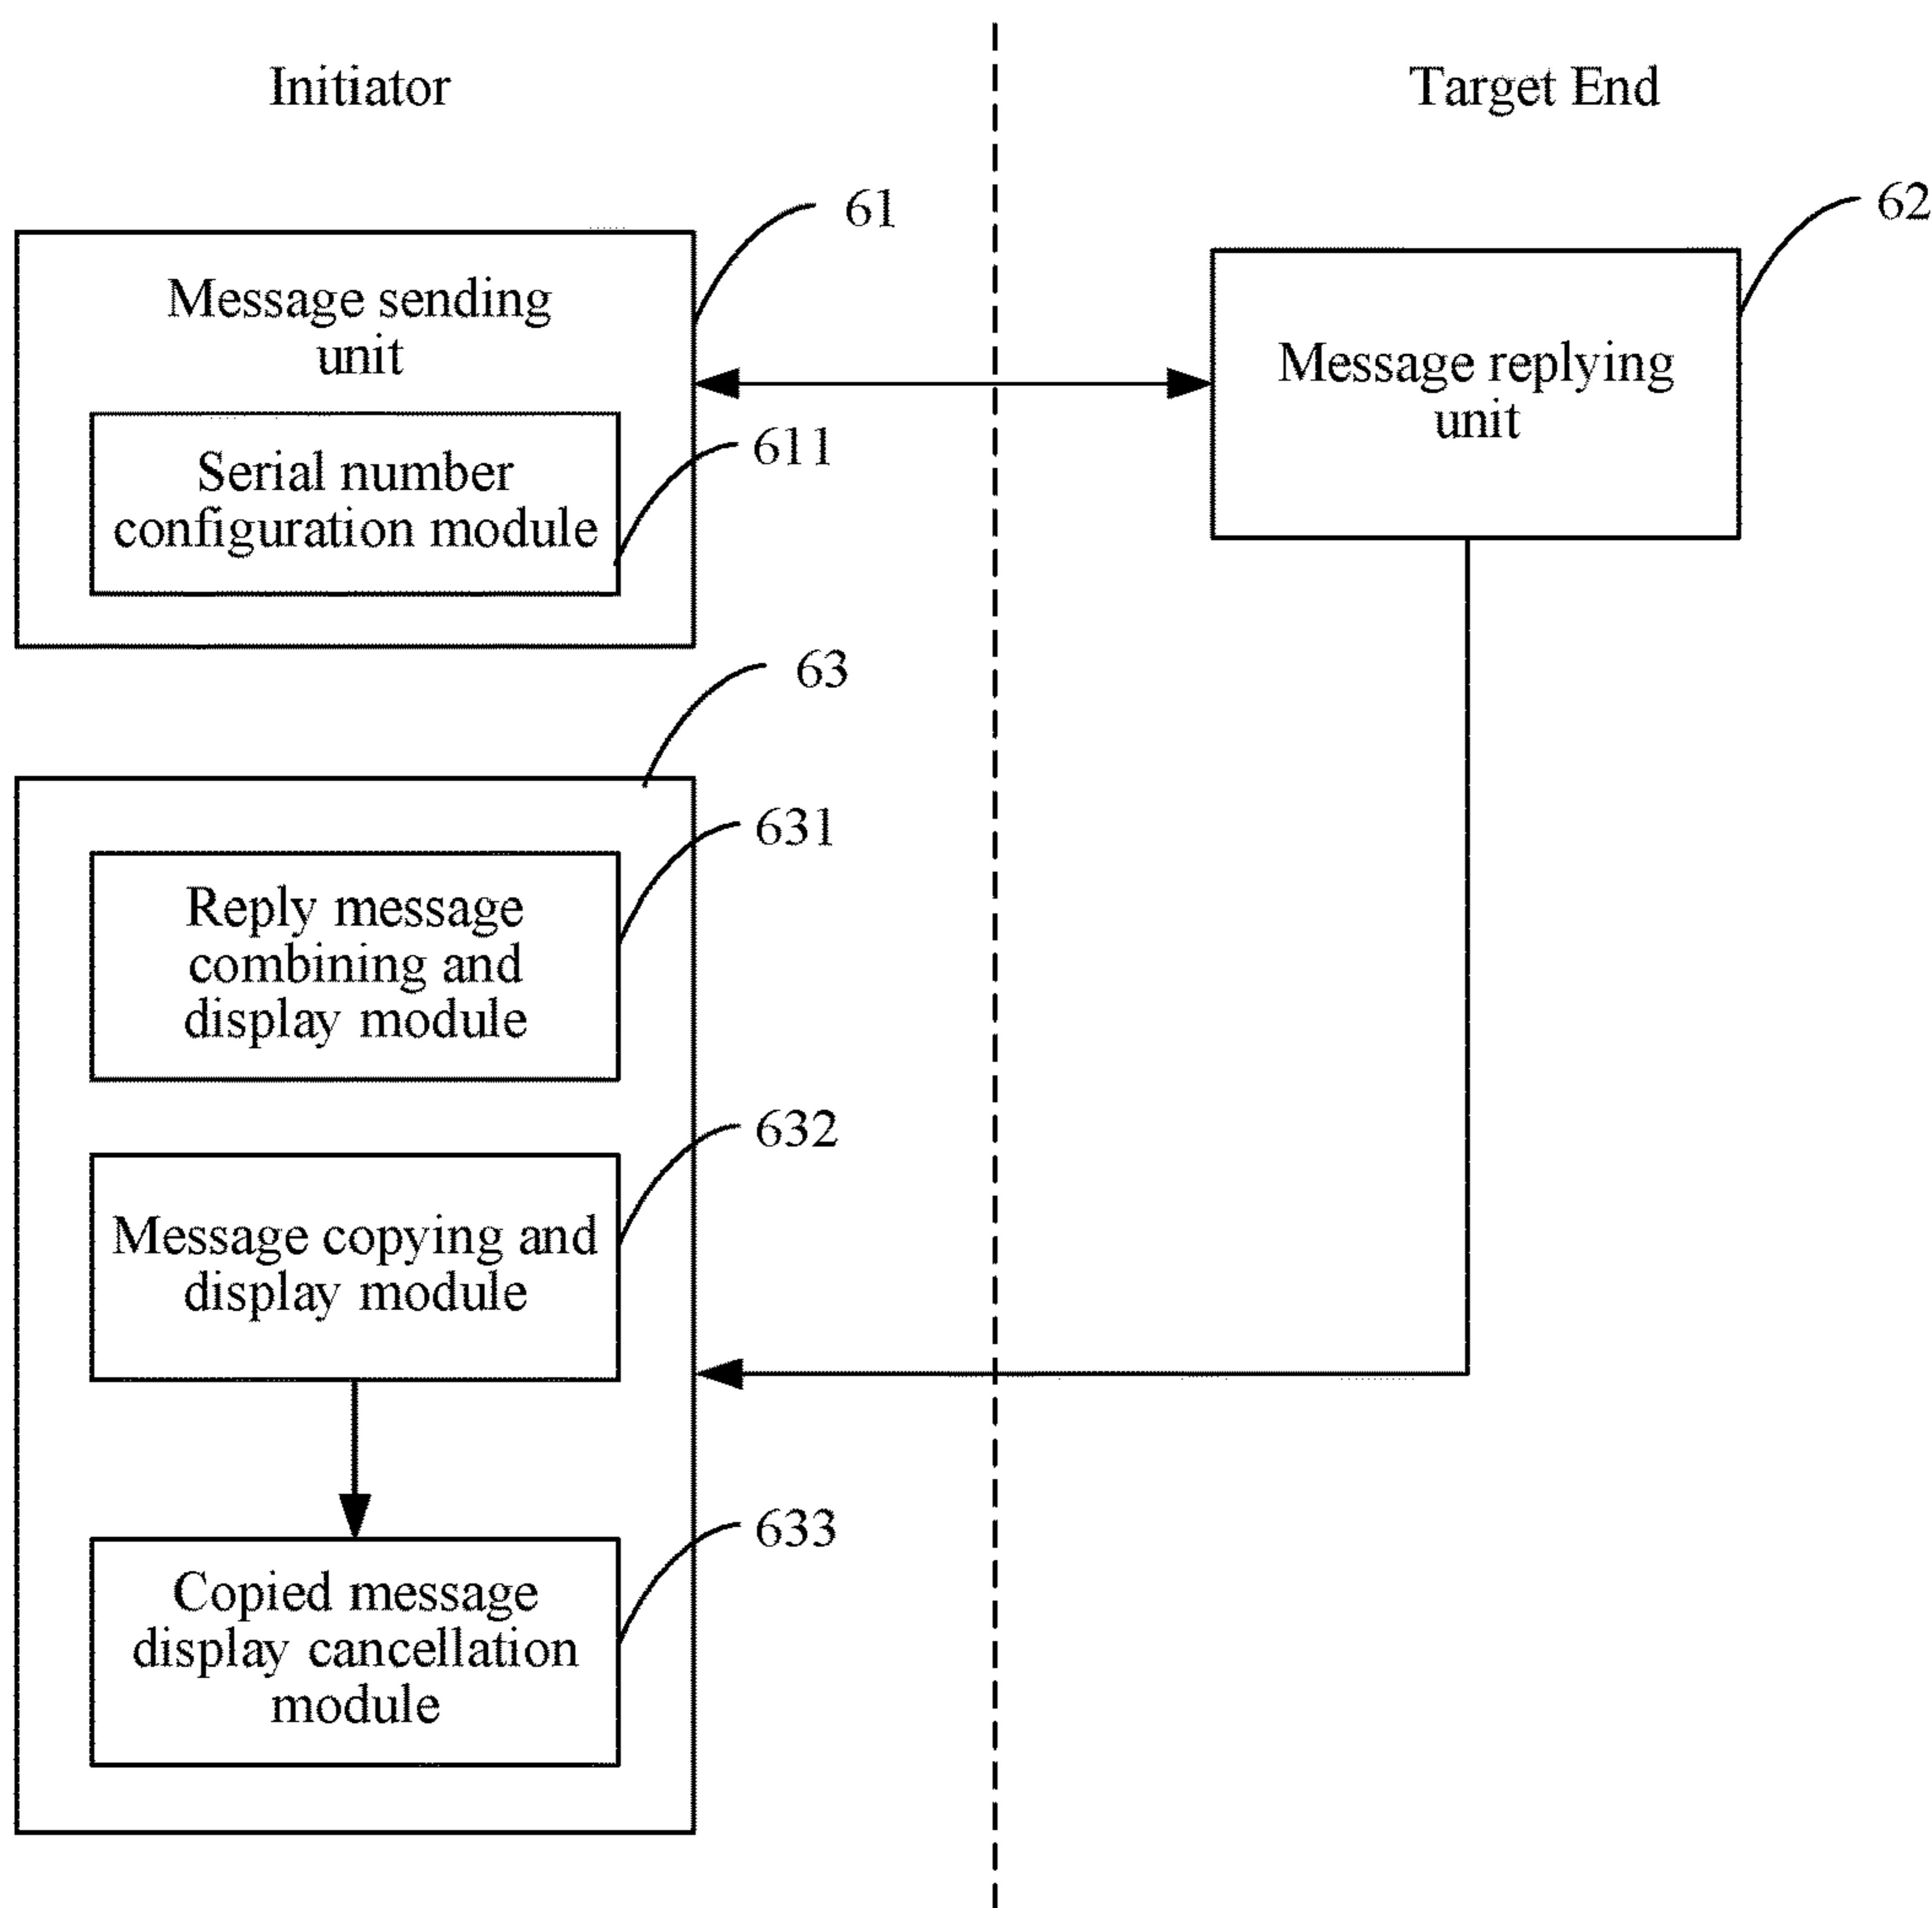 Initiator
Target End
61
62
Message sending
unit
Message replying
unit
611
Serial number
configuration module
63
631
Reply message
combining and
display module
632
Message copying and
display module
633
Copied message
display cancellation
module